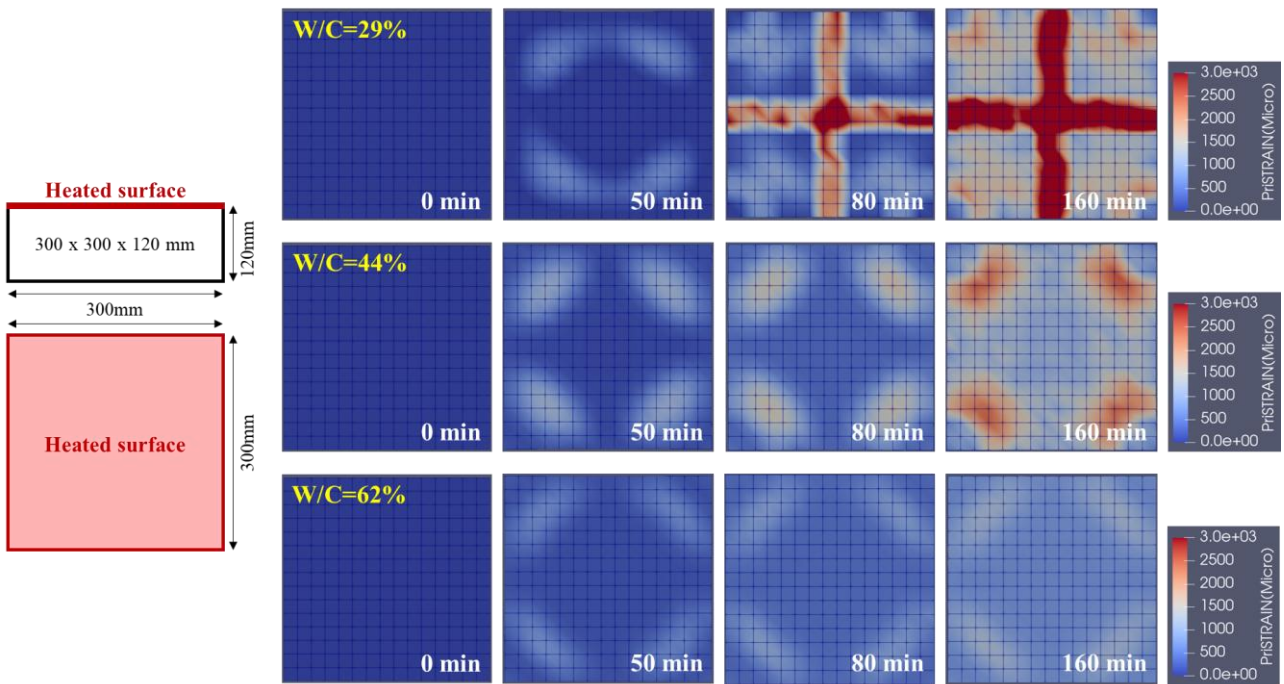 Heated surface
300 x 300 x 120 mm
120mm
300mm
Heated surface
300mm
W/C=29%
0 min
50 min
80 min
160 min
3.0e+03
2500
2000
1500
1000
500
0.0e+00
PriSTRAIN(Micro)
W/C=44%
0 min
50 min
80 min
160 min
3.0e+03
2500
2000
1500
1000
500
0.0e+00
PriSTRAIN(Micro)
W/C=62%
0 min
50 min
80 min
160 min
3.0e+03
2500
2000
1500
1000
500
0.0e+00
PriSTRAIN(Micro)